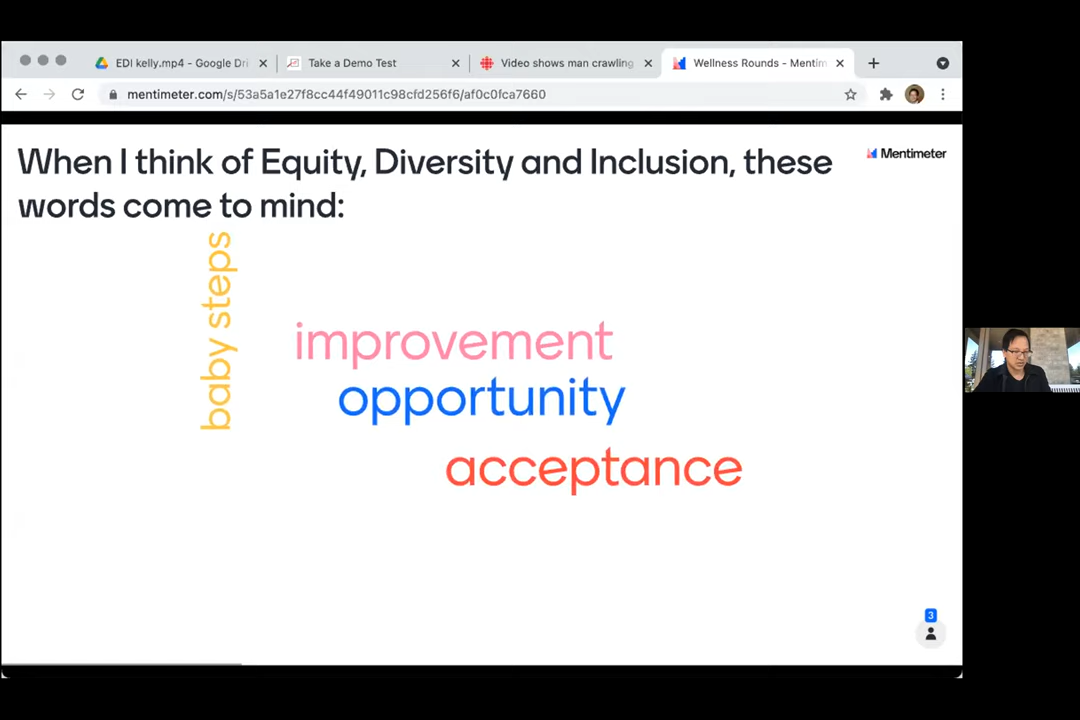 EDI kelly.mp4 - Google Dri
Take a Demo Test
Video shows man crawling
Wellness Rounds - Mentim
mentimeter.com/s/53a5a1e27f8cc44f49011c98cfd256f6/af0c0fca7660
When I think of Equity, Diversity and Inclusion, these
words come to mind:
Mentimeter
baby steps
improvement
opportunity
acceptance
3